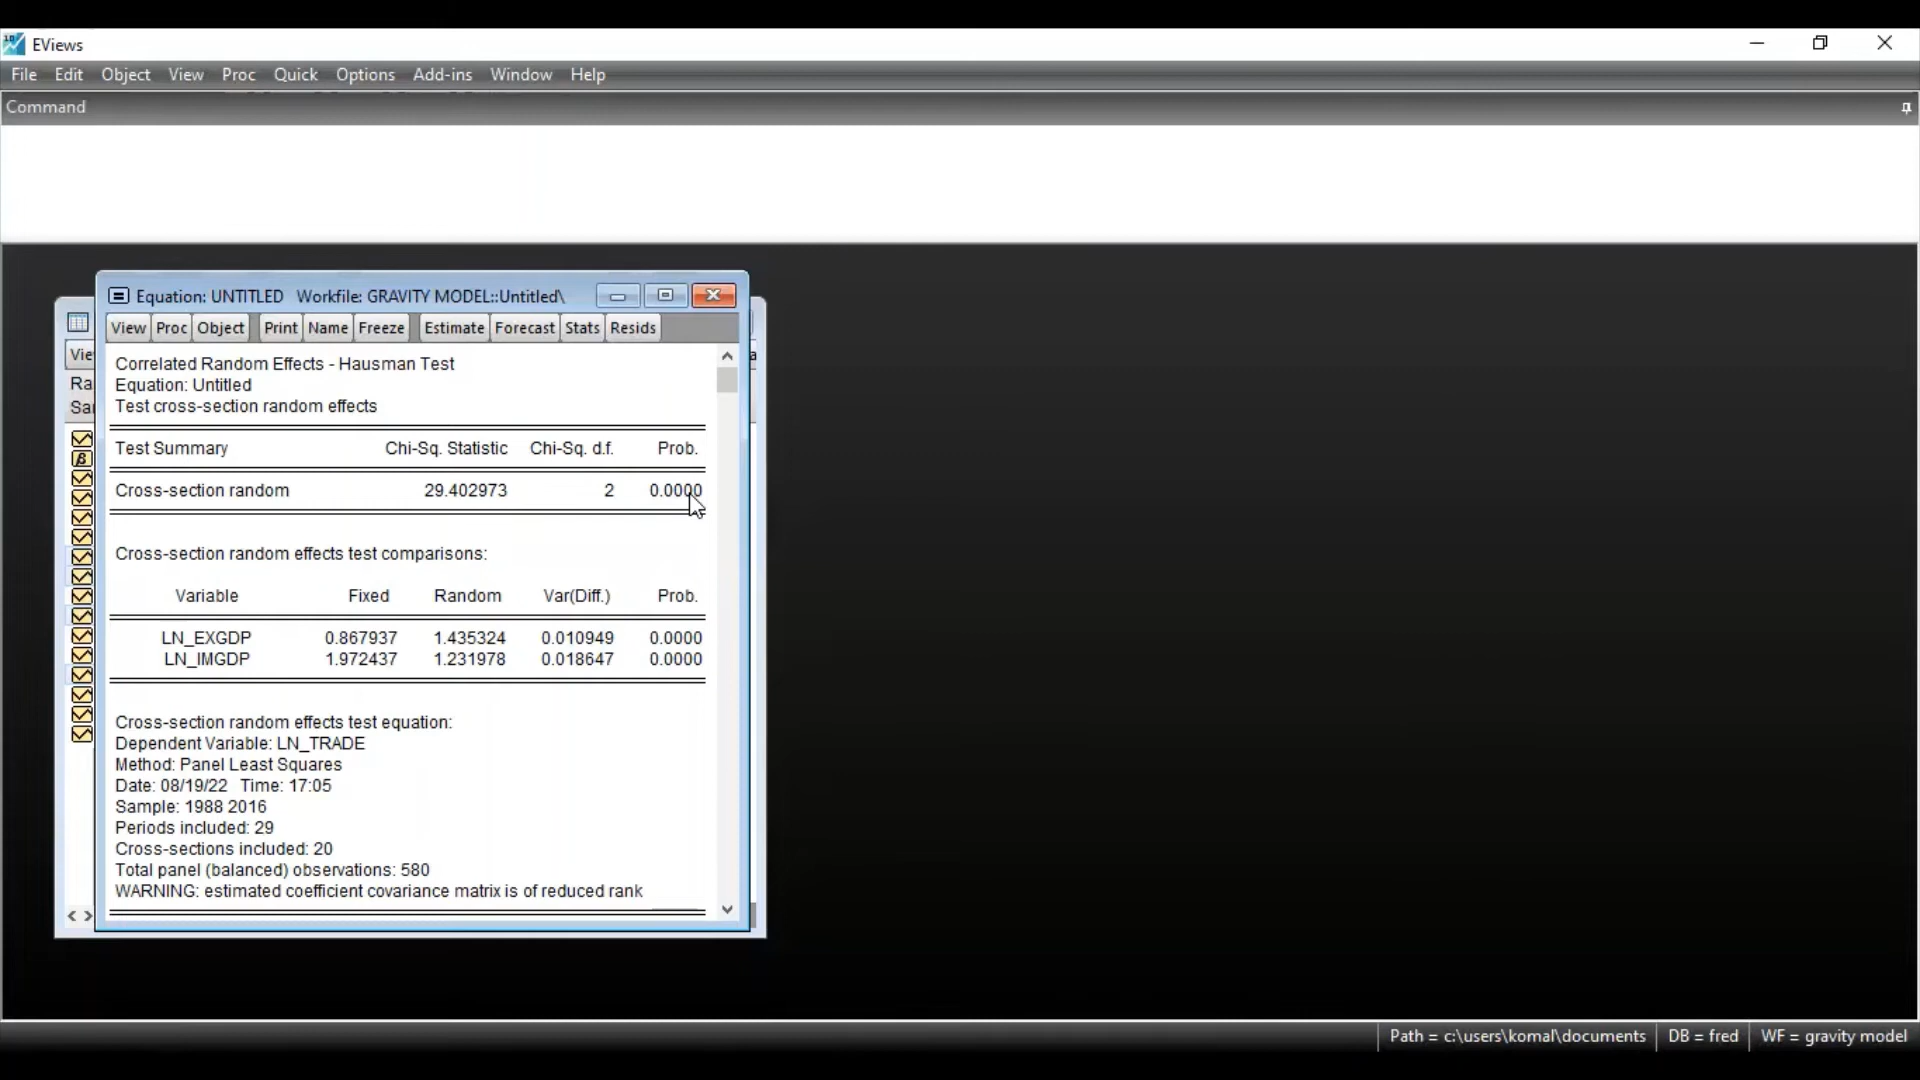 EViews
File Edit Object View Proc Quick Options Add-ins Window Help
Command
Equation: UNTITLED Workfile: GRAVITY MODEL::Untitled\
View Proc Object Print Name Freeze Estimate Forecast Stats Resids
Correlated Random Effects - Hausman Test
Equation: Untitled
Test cross-section random effects
Test Summary Chi-Sq. Statistic Chi-Sq. d.f. Prob.
Cross-section random 29.402973 2 0.0000
Cross-section random effects test comparisons:
Variable Fixed Random Var(Diff.) Prob.
LN_EXGDP 0.867937 1.435324 0.010949 0.0000
LN_IMGDP 1.972437 1.231978 0.018647 0.0000
Cross-section random effects test equation:
Dependent Variable: LN_TRADE
Method: Panel Least Squares
Date: 08/19/22 Time: 17:05
Sample: 1988 2016
Periods included: 29
Cross-sections included: 20
Total panel (balanced) observations: 580
WARNING: estimated coefficient covariance matrix is of reduced rank
Path = c:\users\komal\documents DB = fred WF = gravity model